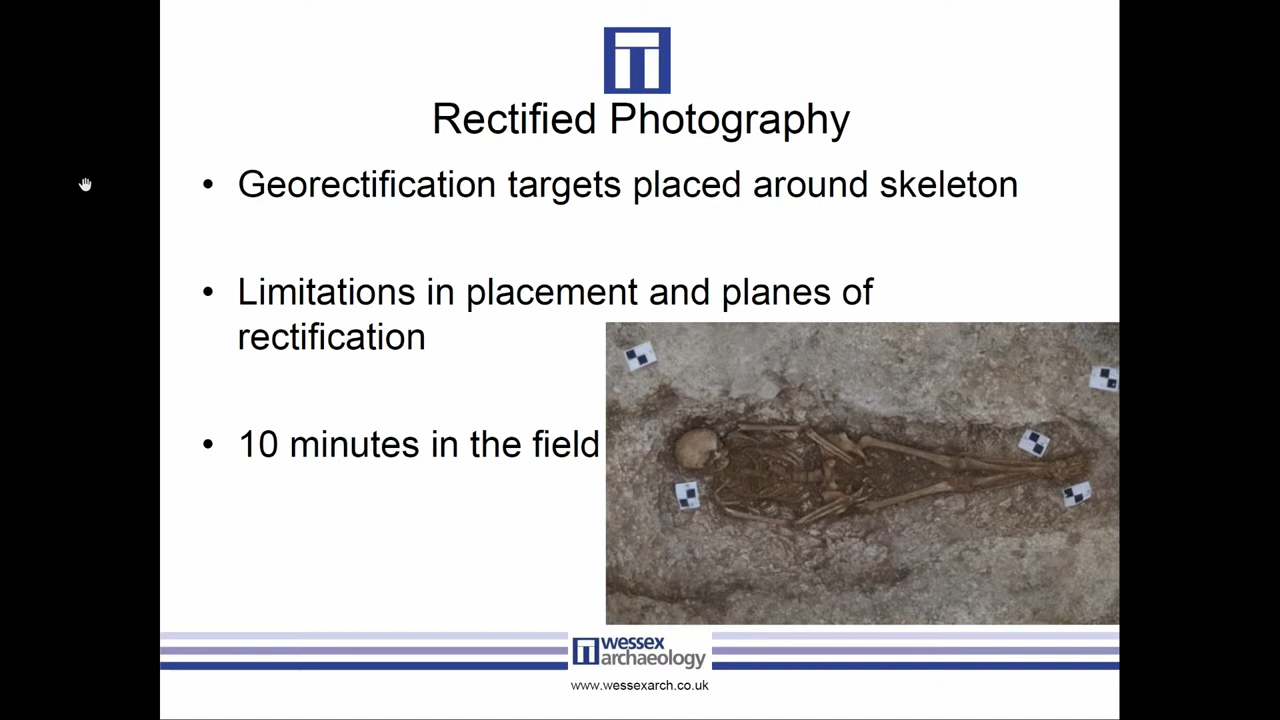 Rectified Photography
• Georectification targets placed around skeleton
• Limitations in placement and planes of
rectification
• 10 minutes in the field
wessex
archaeology
www.wessexarch.co.uk